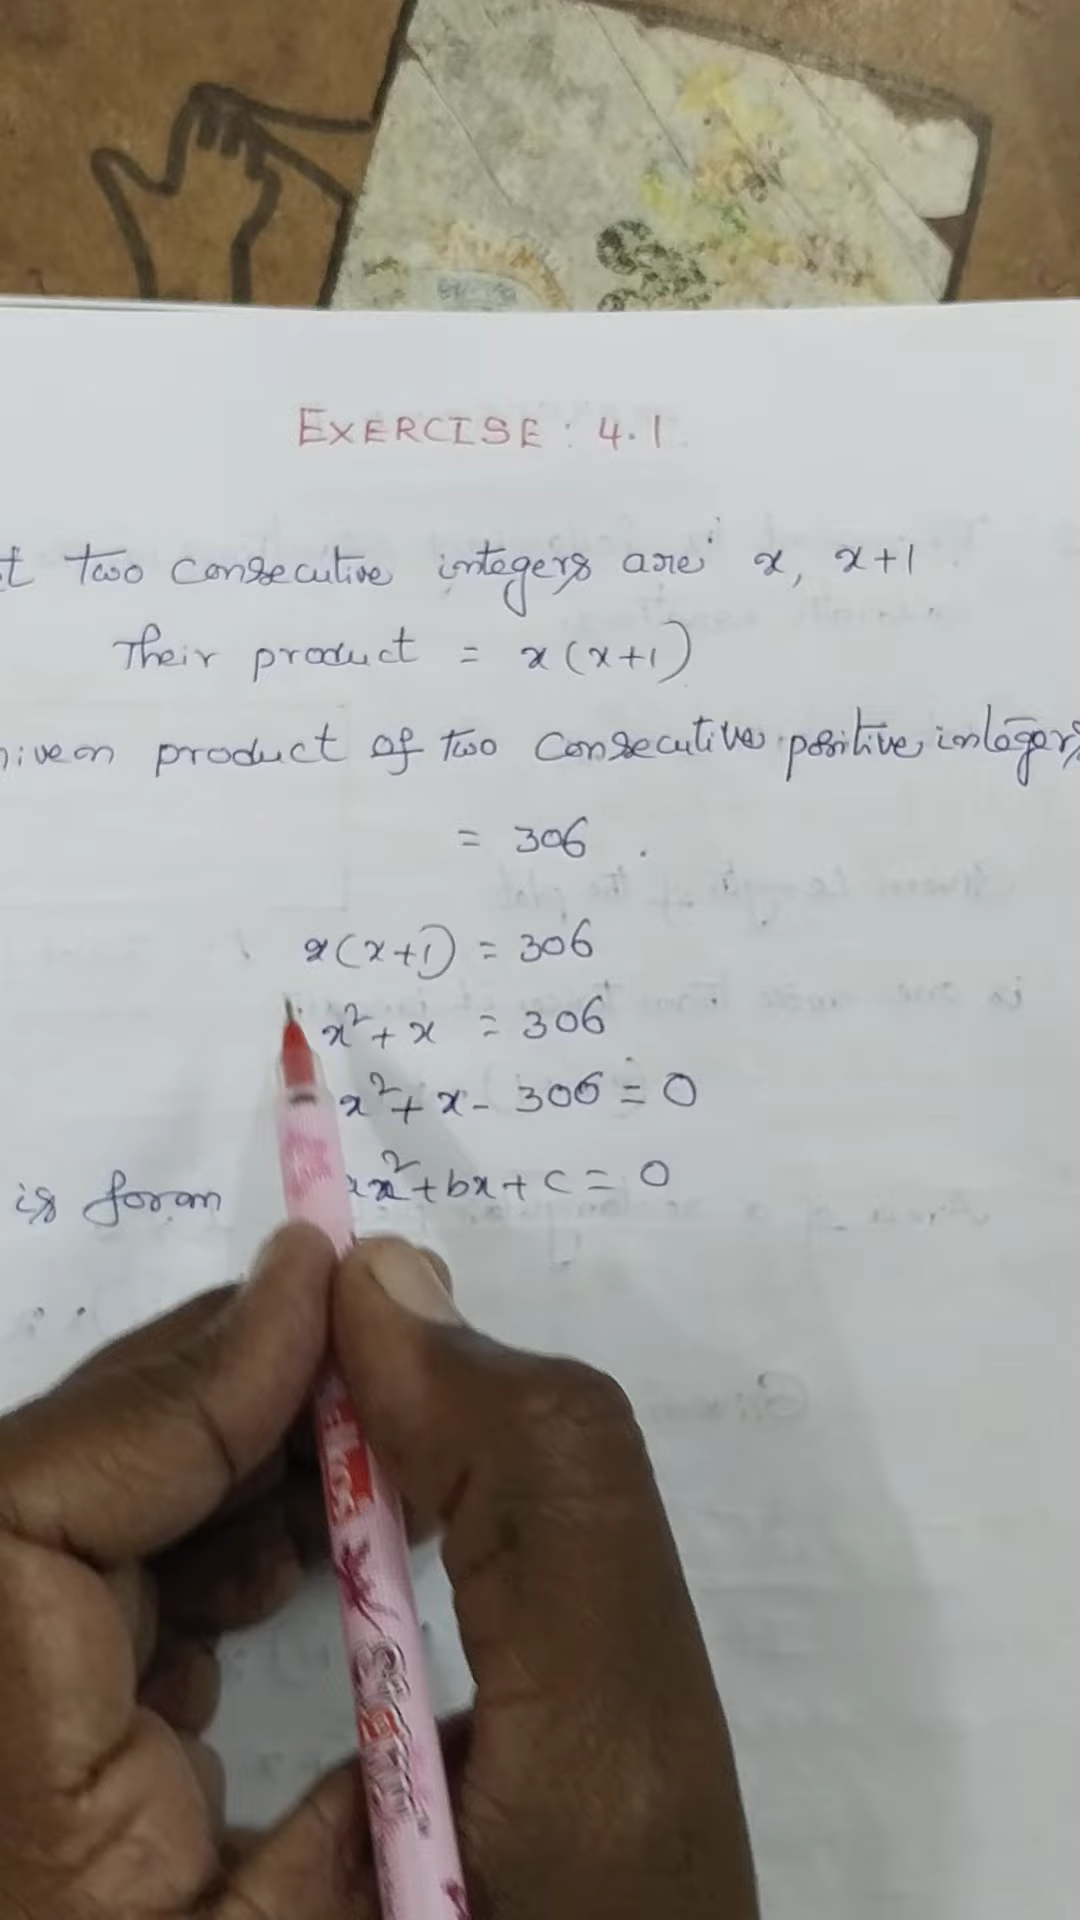 EXERCISE : 4.1
two consecutive integers are x, x+1
Their product = x(x+1)
product of two consecutive positive integers
= 306
x(x+1) = 306
x²+x = 306
x²+x-306=0
is form x²+bx+c=0